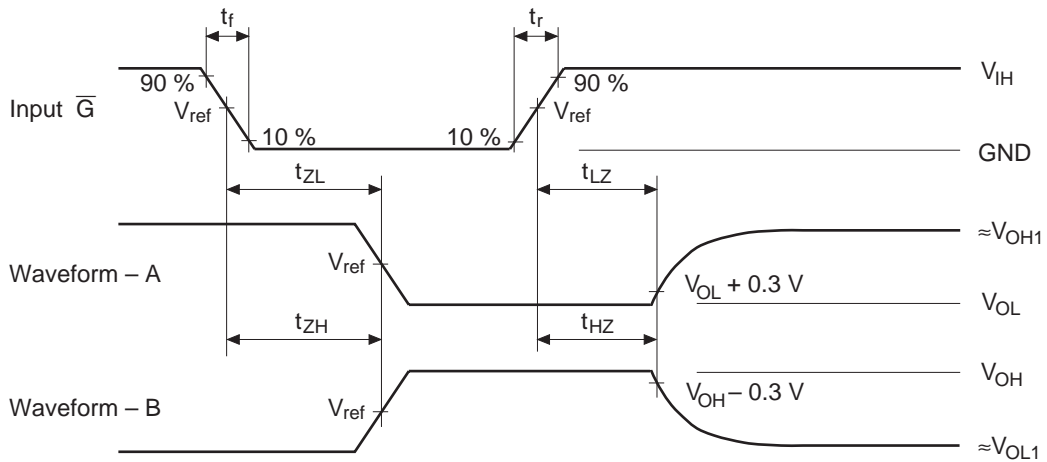 tf
tr
90 %
90 %
VIH
Input G̅
Vref
Vref
10 %
10 %
GND
tZL
tLZ
≈VOH1
Waveform – A
Vref
VOL + 0.3 V
VOL
tZH
tHZ
VOH
VOH – 0.3 V
Waveform – B
Vref
≈VOL1